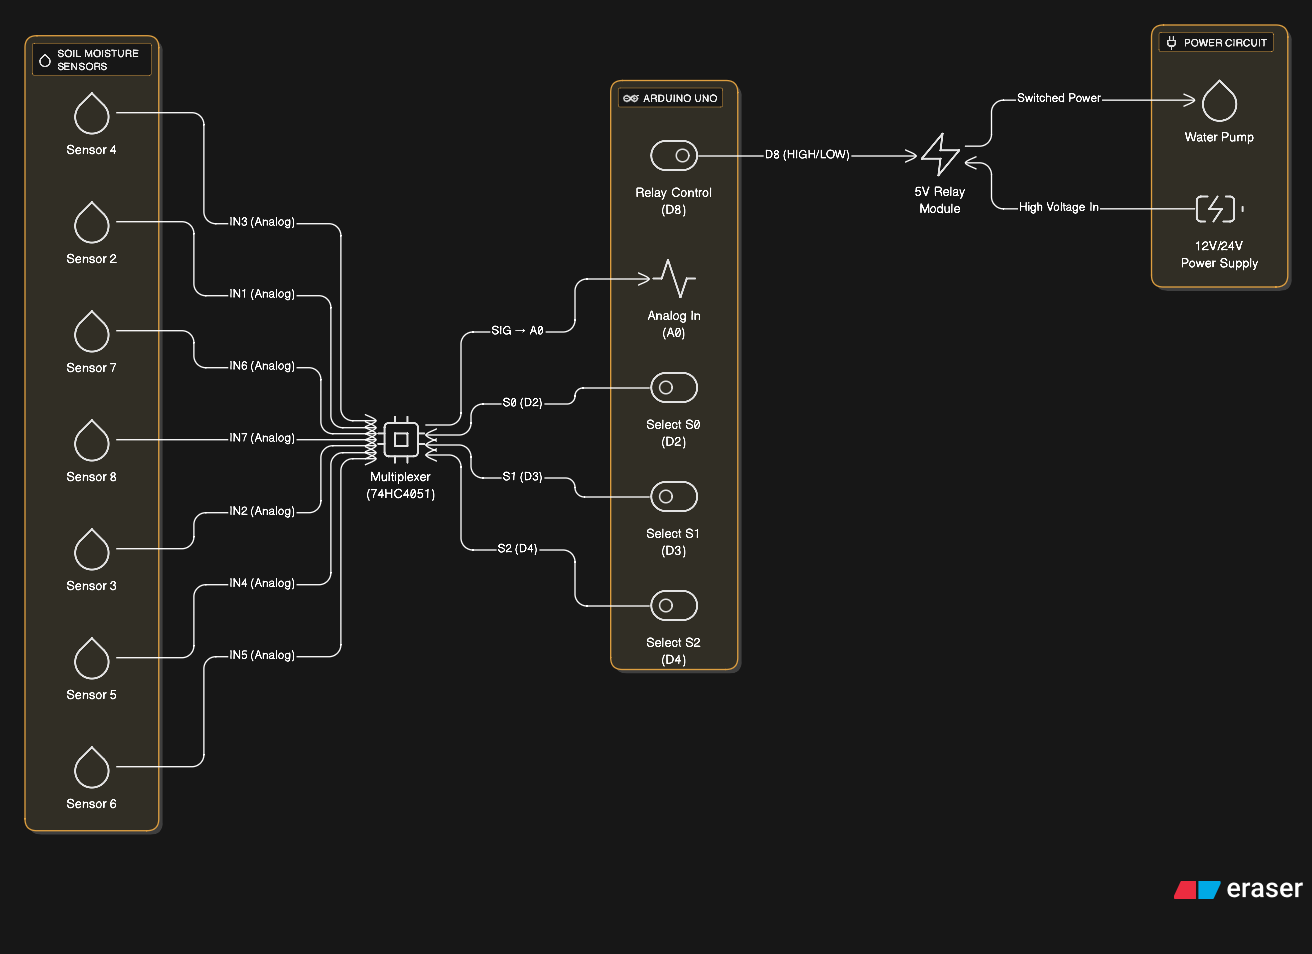 SOIL MOISTURE
SENSORS
Sensor 4
Sensor 2
Sensor 7
Sensor 8
Sensor 3
Sensor 5
Sensor 6
IN3 (Analog)
IN1 (Analog)
IN6 (Analog)
IN7 (Analog)
IN2 (Analog)
IN4 (Analog)
IN5 (Analog)
Multiplexer
(74HC4051)
SIG → A0
S0 (D2)
S1 (D3)
S2 (D4)
ARDUINO UNO
Relay Control
(D8)
Analog In
(A0)
Select S0
(D2)
Select S1
(D3)
Select S2
(D4)
D8 (HIGH/LOW)
5V Relay
Module
Switched Power
High Voltage In
POWER CIRCUIT
Water Pump
12V/24V
Power Supply
eraser